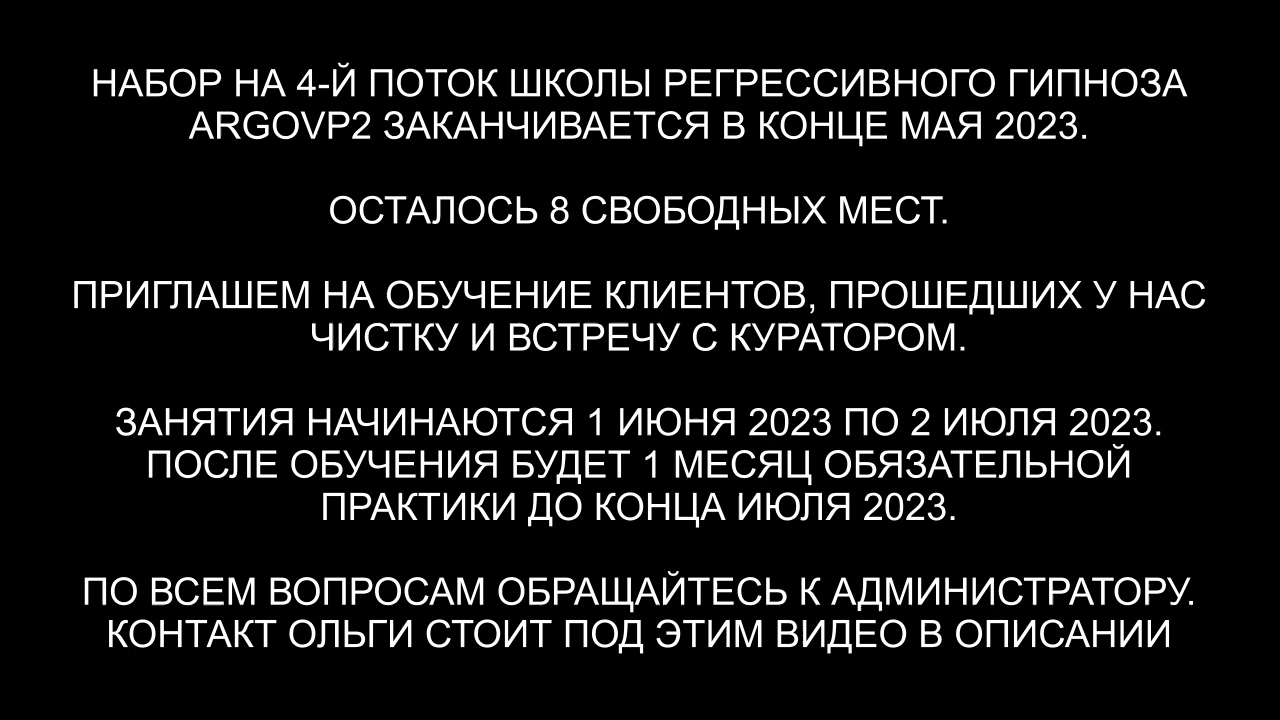 НАБОР НА 4-Й ПОТОК ШКОЛЫ РЕГРЕССИВНОГО ГИПНОЗА
ARGOVP2 ЗАКАНЧИВАЕТСЯ В КОНЦЕ МАЯ 2023.
ОСТАЛОСЬ 8 СВОБОДНЫХ МЕСТ.
ПРИГЛАШЕМ НА ОБУЧЕНИЕ КЛИЕНТОВ, ПРОШЕДШИХ У НАС
ЧИСТКУ И ВСТРЕЧУ С КУРАТОРОМ.
ЗАНЯТИЯ НАЧИНАЮТСЯ 1 ИЮНЯ 2023 ПО 2 ИЮЛЯ 2023.
ПОСЛЕ ОБУЧЕНИЯ БУДЕТ 1 МЕСЯЦ ОБЯЗАТЕЛЬНОЙ
ПРАКТИКИ ДО КОНЦА ИЮЛЯ 2023.
ПО ВСЕМ ВОПРОСАМ ОБРАЩАЙТЕСЬ К АДМИНИСТРАТОРУ.
КОНТАКТ ОЛЬГИ СТОИТ ПОД ЭТИМ ВИДЕО В ОПИСАНИИ